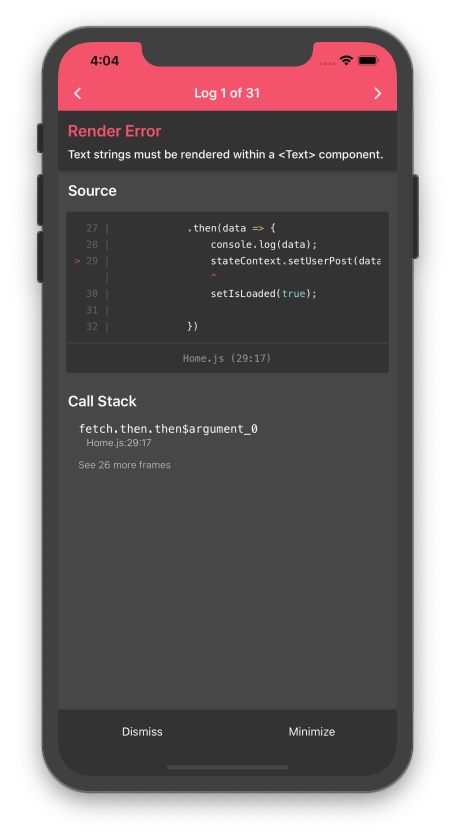 4:04
Log 1 of 31
Render Error
Text strings must be rendered within a <Text> component.
Source
27 | .then(data => {
28 | console.log(data);
> 29 | stateContext.setUserPost(data
| ^
30 | setIsLoaded(true);
31 |
32 | })
Home.js (29:17)
Call Stack
fetch.then.then$argument_0
Home.js:29:17
See 26 more frames
Dismiss
Minimize